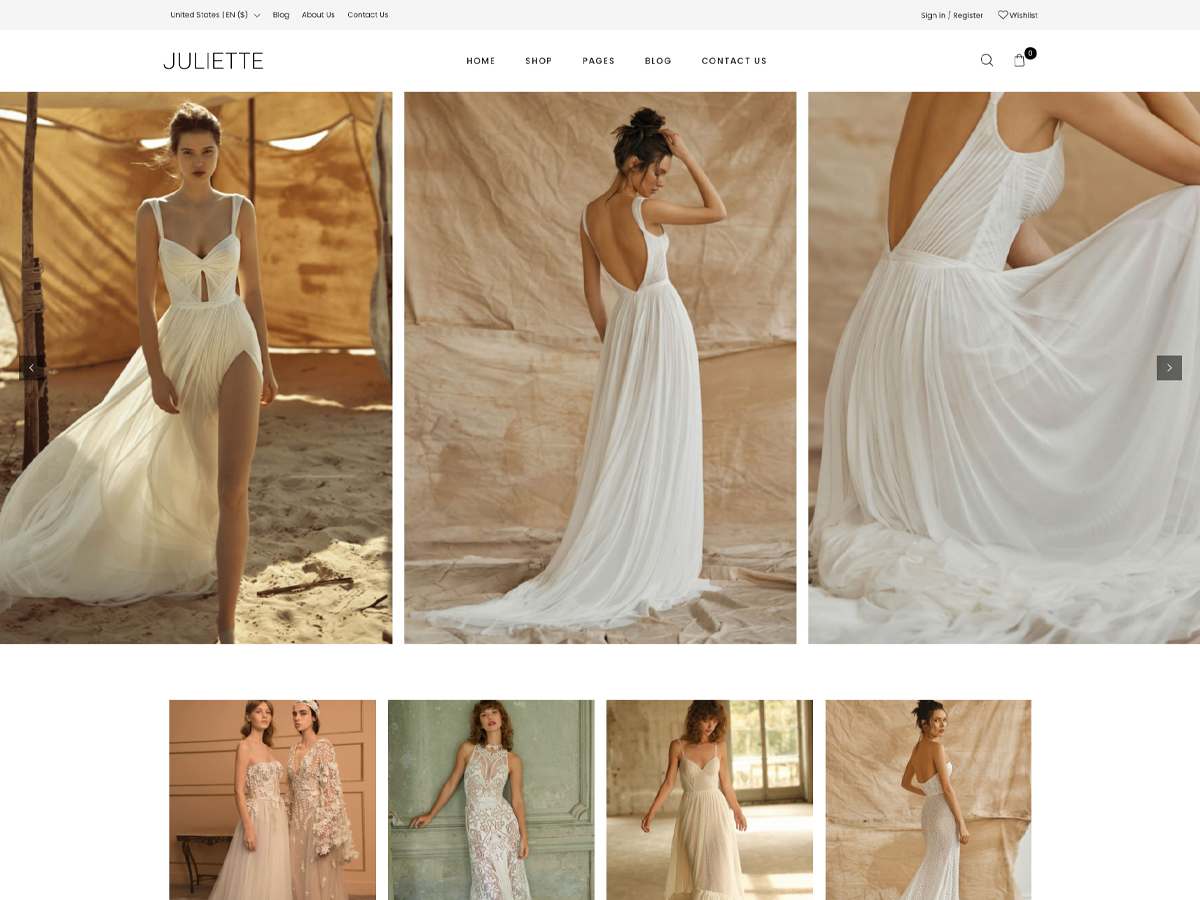 United States | EN ($) Blog About Us Contact Us Sign in / Register Wishlist
JULIETTE HOME SHOP PAGES BLOG CONTACT US 0